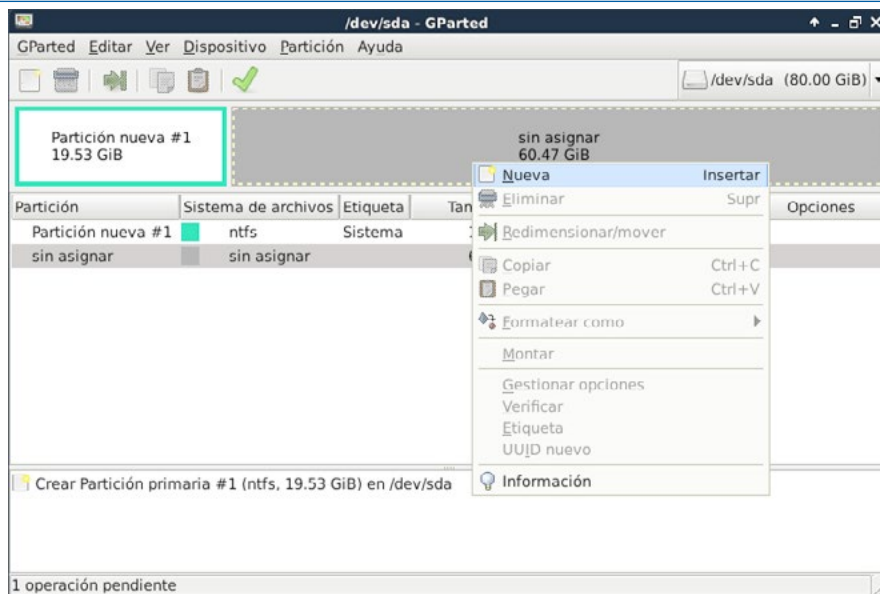 /dev/sda - GParted
GParted Editar Ver Dispositivo Partición Ayuda
/dev/sda (80.00 GiB)
Partición nueva #1
19.53 GiB
sin asignar
60.47 GiB
Partición Sistema de archivos Etiqueta Tan Opciones
Partición nueva #1 ntfs Sistema
sin asignar sin asignar
Nueva Insertar
Eliminar Supr
Redimensionar/mover
Copiar Ctrl+C
Pegar Ctrl+V
Formatear como
Montar
Gestionar opciones
Verificar
Etiqueta
UUID nuevo
Información
Crear Partición primaria #1 (ntfs, 19.53 GiB) en /dev/sda
1 operación pendiente